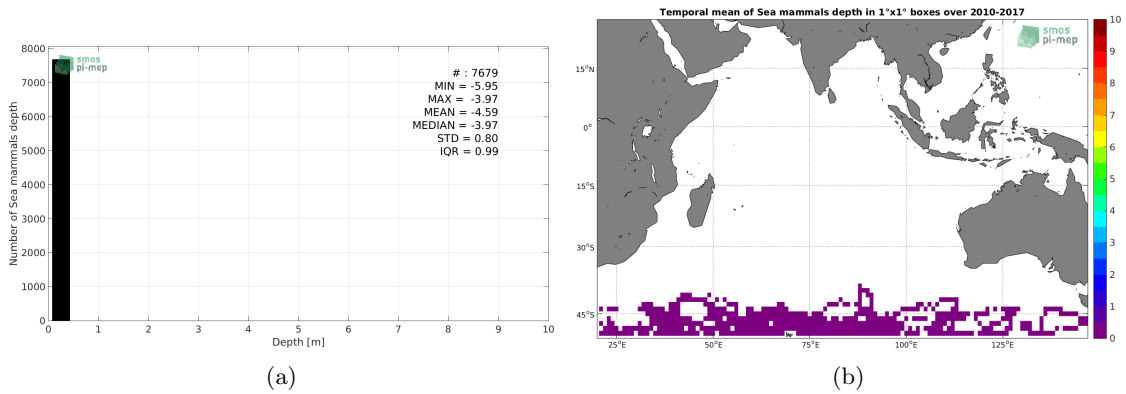 smos
pi-mep
# : 7679
MIN = -5.95
MAX = -3.97
MEAN = -4.59
MEDIAN = -3.97
STD = 0.80
IQR = 0.99
8000
7000
6000
5000
4000
3000
2000
1000
0
Number of Sea mammals depth
0 1 2 3 4 5 6 7 8 9 10
Depth [m]
(a)
Temporal mean of Sea mammals depth in 1°x1° boxes over 2010-2017
smos
pi-mep
15°N
0°
15°S
30°S
45°S
25°E 50°E 75°E 100°E 125°E
10
9
8
7
6
5
4
3
2
1
0
(b)